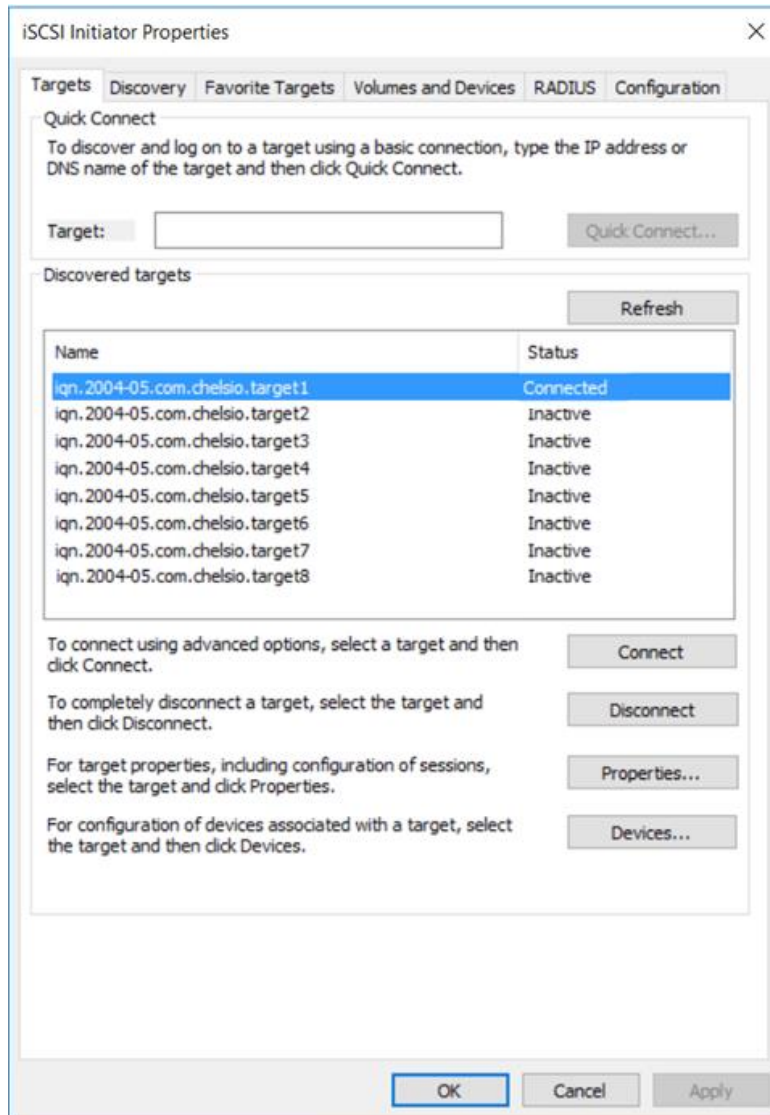 iSCSI Initiator Properties
Targets Discovery Favorite Targets Volumes and Devices RADIUS Configuration
Quick Connect
To discover and log on to a target using a basic connection, type the IP address or
DNS name of the target and then click Quick Connect.
Target:
Quick Connect...
Discovered targets
Refresh
Name Status
iqn.2004-05.com.chelsio.target1 Connected
iqn.2004-05.com.chelsio.target2 Inactive
iqn.2004-05.com.chelsio.target3 Inactive
iqn.2004-05.com.chelsio.target4 Inactive
iqn.2004-05.com.chelsio.target5 Inactive
iqn.2004-05.com.chelsio.target6 Inactive
iqn.2004-05.com.chelsio.target7 Inactive
iqn.2004-05.com.chelsio.target8 Inactive
To connect using advanced options, select a target and then
click Connect.
Connect
To completely disconnect a target, select the target and
then click Disconnect.
Disconnect
For target properties, including configuration of sessions,
select the target and click Properties.
Properties...
For configuration of devices associated with a target, select
the target and then click Devices.
Devices...
OK Cancel Apply